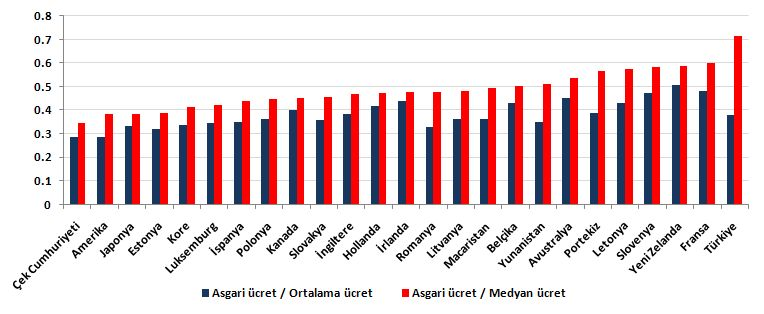 0.8
0.7
0.6
0.5
0.4
0.3
0.2
0.1
0
Çek Cumhuriyeti
Amerika
Japonya
Estonya
Kore
Luksemburg
İspanya
Polonya
Kanada
Slovakya
İngiltere
Hollanda
İrlanda
Romanya
Litvanya
Macaristan
Belçika
Yunanistan
Avustralya
Portekiz
Letonya
Slovenya
Yeni Zelanda
Fransa
Türkiye
Asgari ücret / Ortalama ücret
Asgari ücret / Medyan ücret